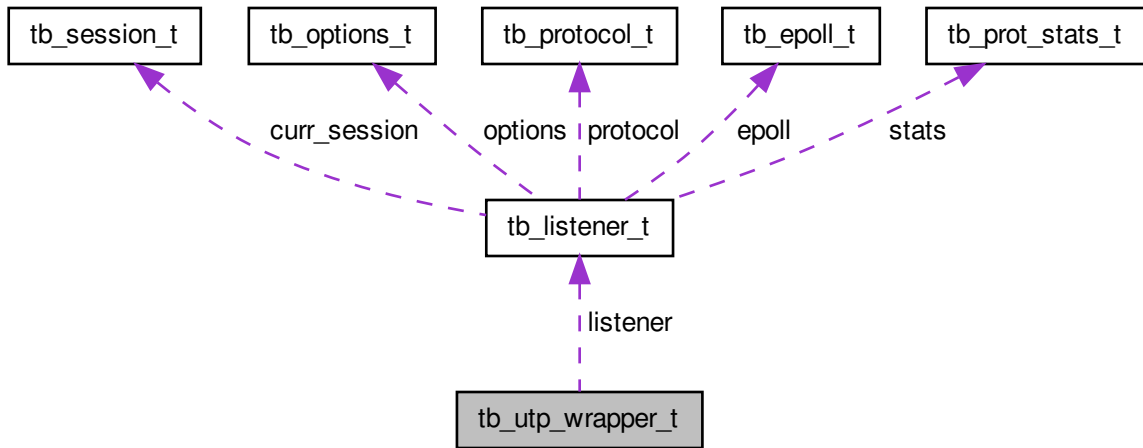 tb_session_t
tb_options_t
tb_protocol_t
tb_epoll_t
tb_prot_stats_t
curr_session
options
protocol
epoll
stats
tb_listener_t
listener
tb_utp_wrapper_t